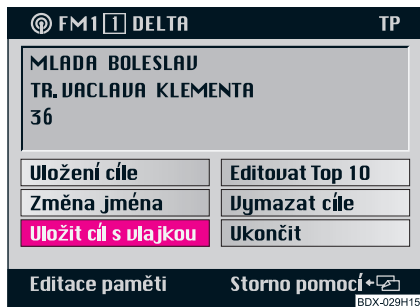 FM1 1 DELTA TP
MLADA BOLESLAV
TR. VACLAVA KLEMENTA
36
Uložení cíle Editovat Top 10
Změna jména Vymazat cíle
Uložit cíl s vlajkou Ukončit
Editace paměti Storno pomocí
BDX-029H15